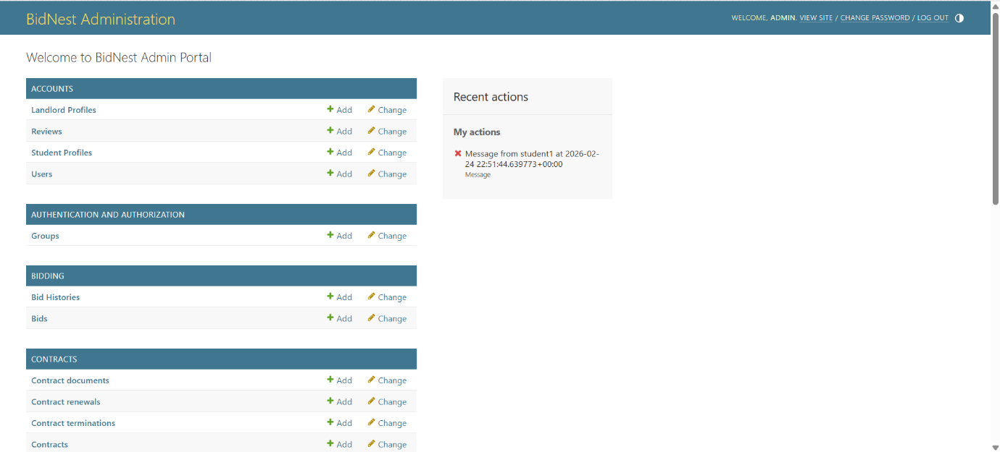 BidNest Administration
WELCOME, ADMIN. VIEW SITE / CHANGE PASSWORD / LOG OUT
Welcome to BidNest Admin Portal
ACCOUNTS
Landlord Profiles Add Change
Reviews Add Change
Student Profiles Add Change
Users Add Change
AUTHENTICATION AND AUTHORIZATION
Groups Add Change
BIDDING
Bid Histories Add Change
Bids Add Change
CONTRACTS
Contract documents Add Change
Contract renewals Add Change
Contract terminations Add Change
Contracts Add Change
Recent actions
My actions
Message from student1 at 2026-02-
24 22:51:44.639773+00:00
Message